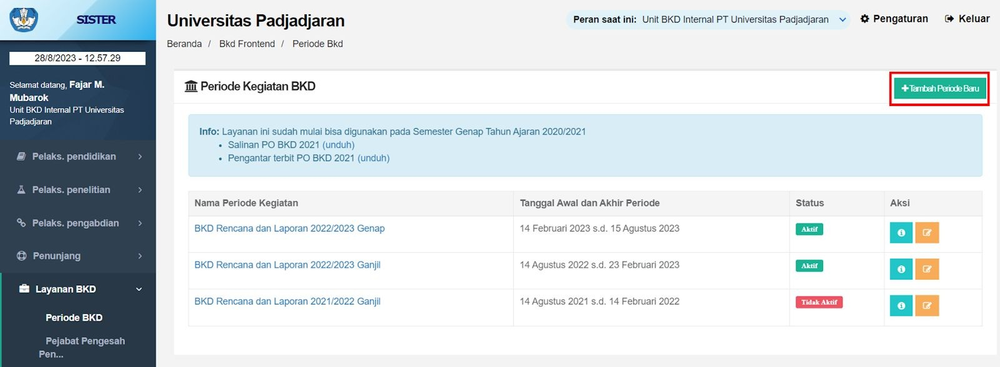 SISTER
28/8/2023 - 12.57.29
Selamat datang, Fajar M.
Mubarok
Unit BKD Internal PT Universitas
Padjadjaran
Pelaks. pendidikan
Pelaks. penelitian
Pelaks. pengabdian
Penunjang
Layanan BKD
Periode BKD
Pejabat Pengesah
Pen...
Universitas Padjadjaran
Peran saat ini: Unit BKD Internal PT Universitas Padjadjaran
Pengaturan
Keluar
Beranda / Bkd Frontend / Periode Bkd
Periode Kegiatan BKD
+Tambah Periode Baru
Info: Layanan ini sudah mulai bisa digunakan pada Semester Genap Tahun Ajaran 2020/2021
• Salinan PO BKD 2021 (unduh)
• Pengantar terbit PO BKD 2021 (unduh)
Nama Periode Kegiatan Tanggal Awal dan Akhir Periode Status Aksi
BKD Rencana dan Laporan 2022/2023 Genap 14 Februari 2023 s.d. 15 Agustus 2023 Aktif
BKD Rencana dan Laporan 2022/2023 Ganjil 14 Agustus 2022 s.d. 23 Februari 2023 Aktif
BKD Rencana dan Laporan 2021/2022 Ganjil 14 Agustus 2021 s.d. 14 Februari 2022 Tidak Aktif